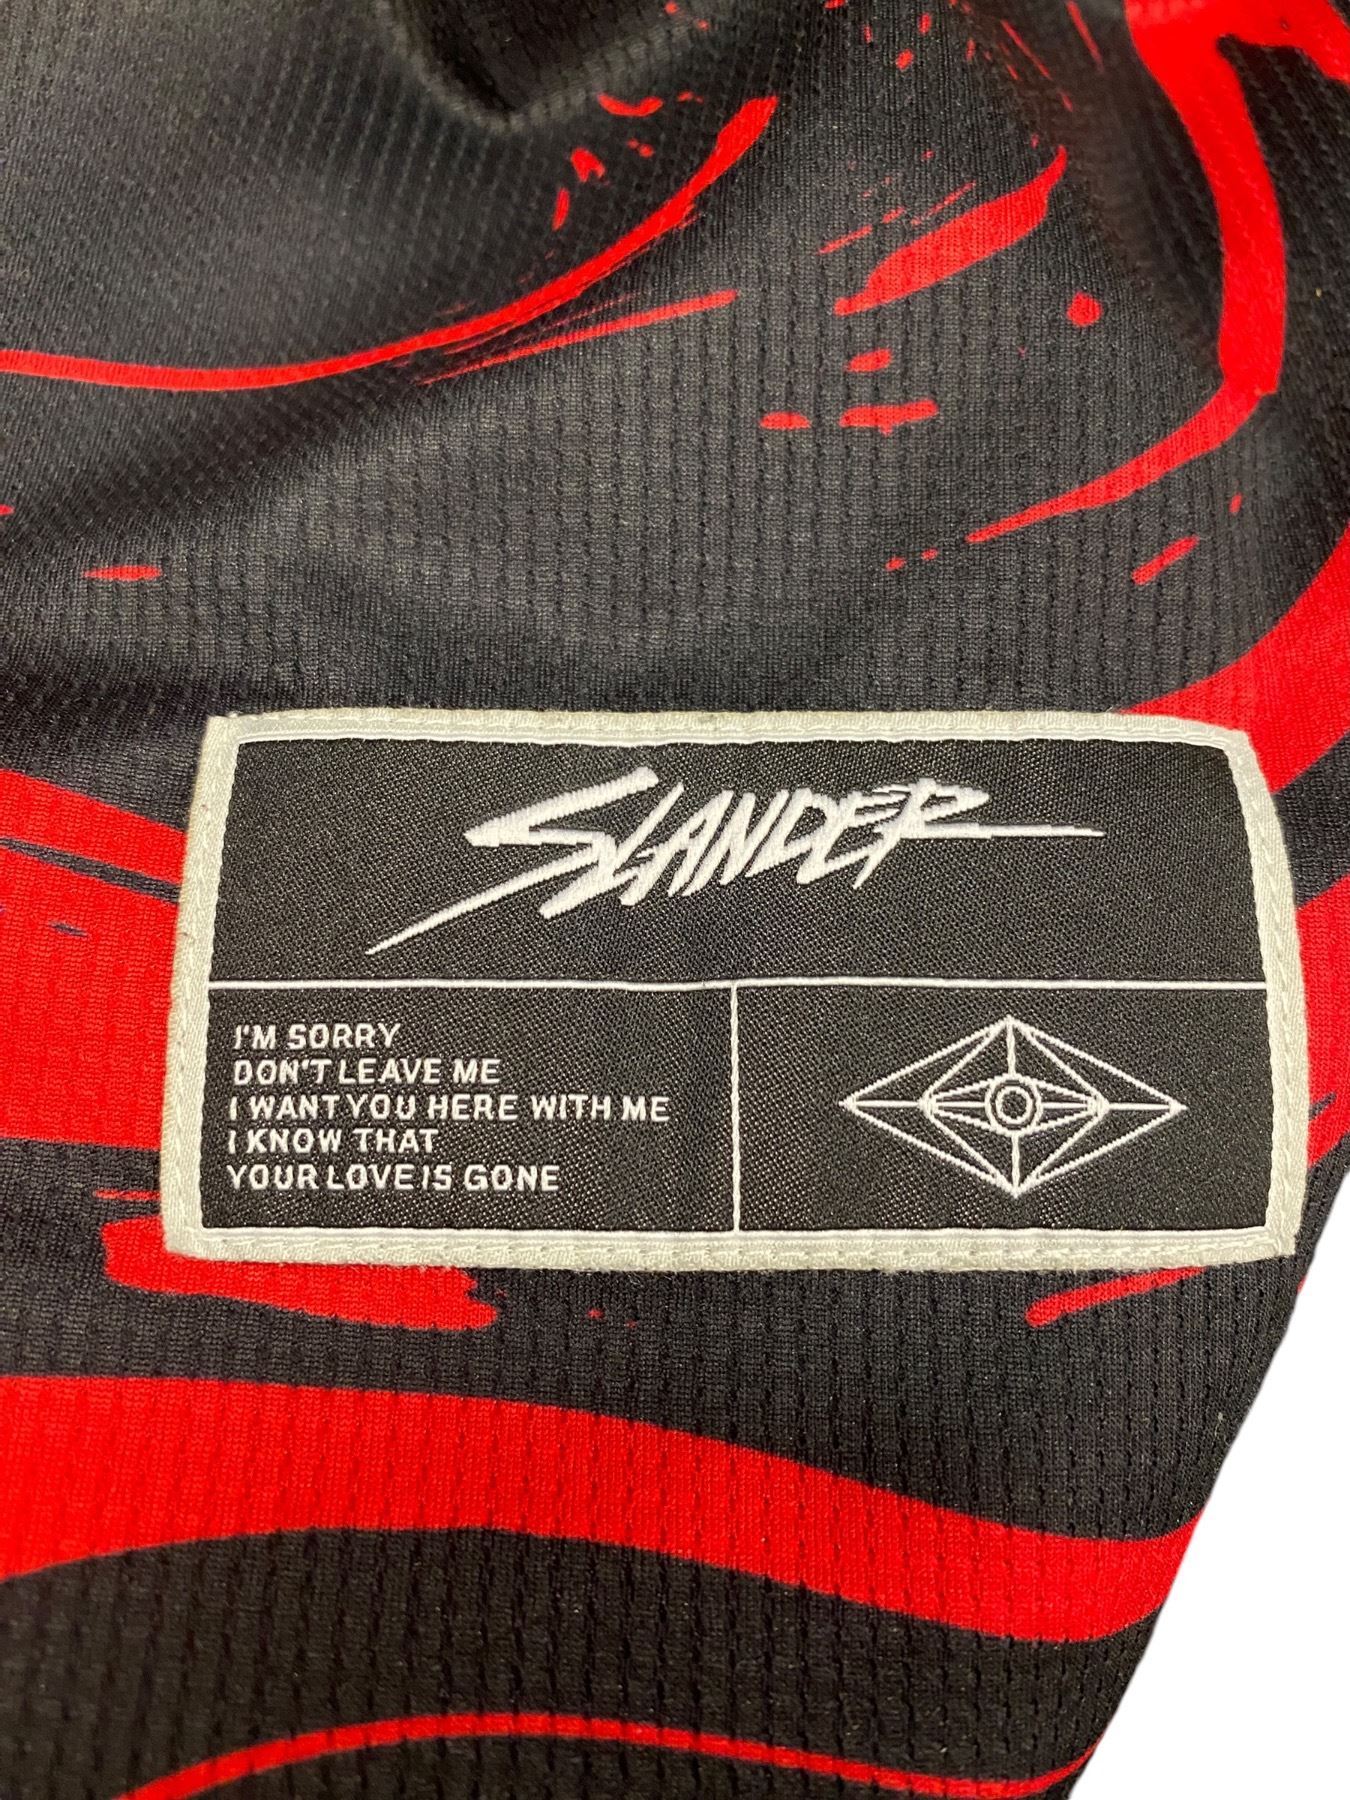 SLANDER
I'M SORRY
DON'T LEAVE ME
I WANT YOU HERE WITH ME
I KNOW THAT
YOUR LOVE IS GONE